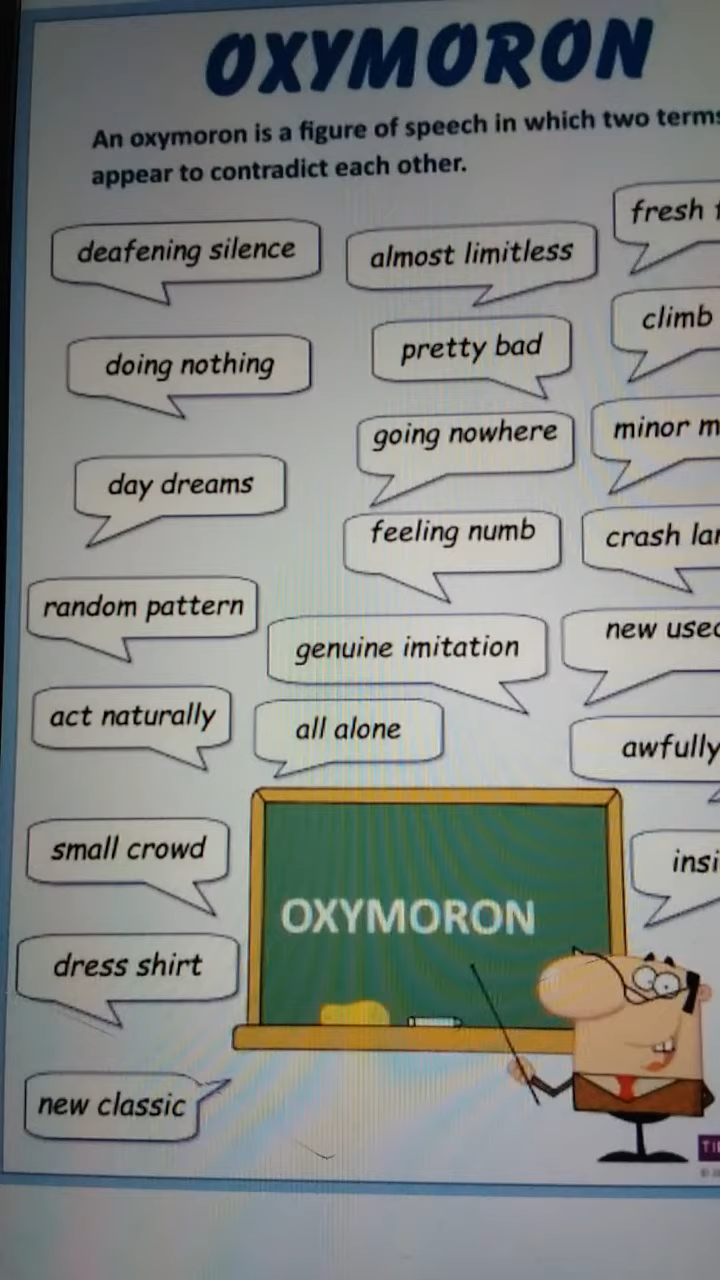 OXYMORON
An oxymoron is a figure of speech in which two terms
appear to contradict each other.
deafening silence
almost limitless
fresh
doing nothing
pretty bad
climb
going nowhere
minor
day dreams
feeling numb
crash
random pattern
genuine imitation
new
act naturally
all alone
awfully
small crowd
OXYMORON
dress shirt
new classic